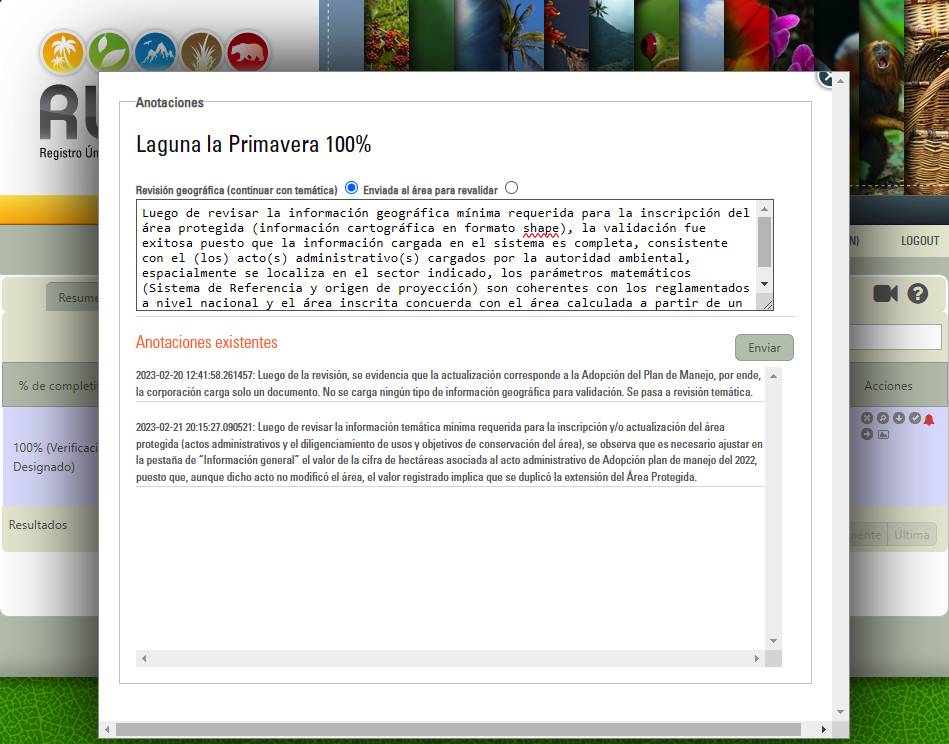 RU
Registro Ún
N)
LOGOUT
Resume
% de completi
Acciones
100% (Verificaci
Designado)
Resultados
uiente
Última
Anotaciones
Laguna la Primavera 100%
Revisión geográfica (continuar con temática)
Enviada al área para revalidar
Luego de revisar la información geográfica mínima requerida para la inscripción del
área protegida (información cartográfica en formato shape), la validación fue
exitosa puesto que la información cargada en el sistema es completa, consistente
con el (los) acto(s) administrativo(s) cargados por la autoridad ambiental,
espacialmente se localiza en el sector indicado, los parámetros matemáticos
(Sistema de Referencia y origen de proyección) son coherentes con los reglamentados
a nivel nacional y el área inscrita concuerda con el área calculada a partir de un
Anotaciones existentes
Enviar
2023-02-20 12:41:58.261457: Luego de la revisión, se evidencia que la actualización corresponde a la Adopción del Plan de Manejo, por ende,
la corporación carga solo un documento. No se carga ningún tipo de información geográfica para validación. Se pasa a revisión temática.
2023-02-21 20:15:27.090521: Luego de revisar la información temática mínima requerida para la inscripción y/o actualización del área
protegida (actos administrativos y el diligenciamiento de usos y objetivos de conservación del área), se observa que es necesario ajustar en
la pestaña de “Información general” el valor de la cifra de hectáreas asociada al acto administrativo de Adopción plan de manejo del 2022,
puesto que, aunque dicho acto no modificó el área, el valor registrado implica que se duplicó la extensión del Área Protegida.